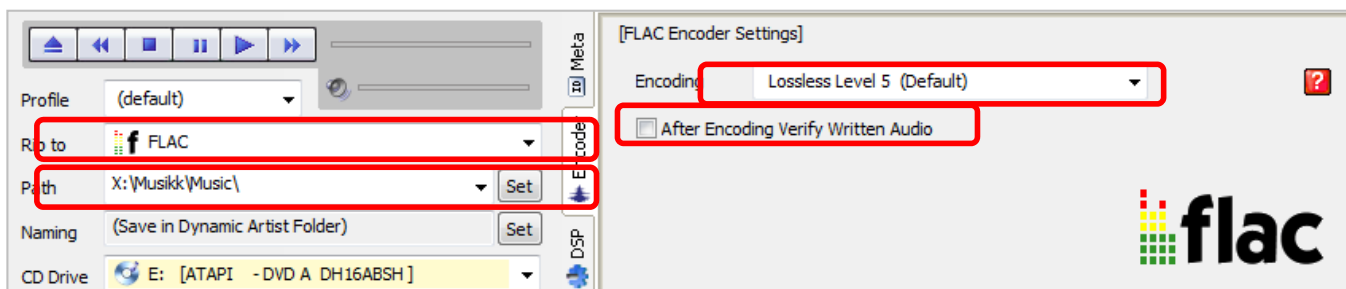 Profile (default)
Rip to FLAC
Path X:\Musikk\Music\ Set
Naming (Save in Dynamic Artist Folder) Set
CD Drive E: [ATAPI - DVD A DH16ABSH ]
Meta
Encoder
DSP
[FLAC Encoder Settings]
Encoding Lossless Level 5 (Default)
After Encoding Verify Written Audio
flac